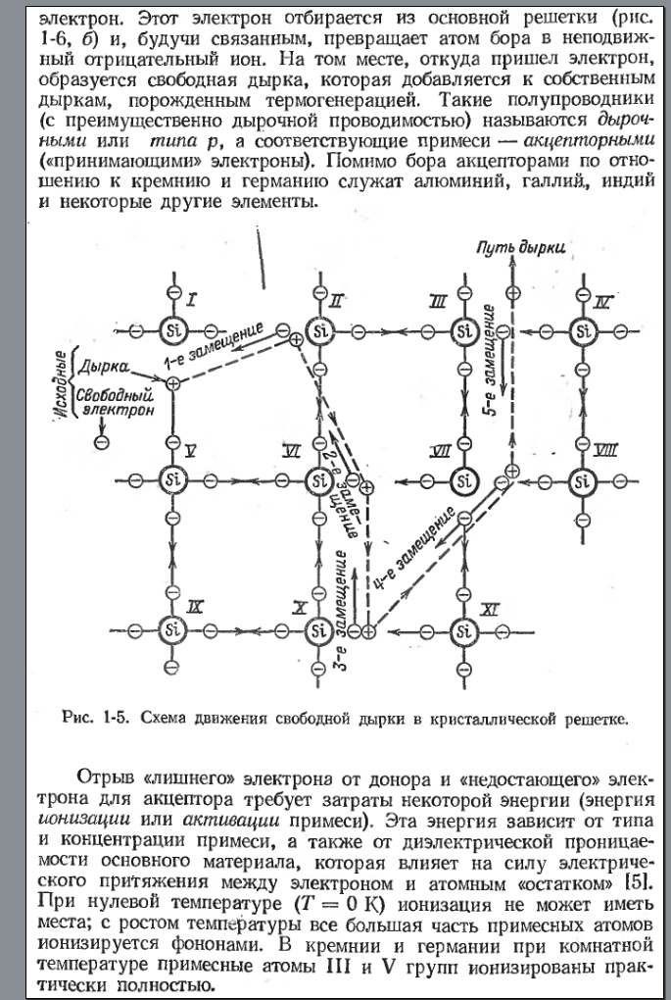 электрон. Этот электрон отбирается из основной решетки (рис.
1-6, б) и, будучи связанным, превращает атом бора в неподвиж-
ный отрицательный ион. На том месте, откуда пришел электрон,
образуется свободная дырка, которая добавляется к собственным
дыркам, порожденным термогенерацией. Такие полупроводники
(с преимущественно дырочной проводимостью) называются дыроч-
ными или типа p, а соответствующие примеси — акцепторными
(«принимающими» электроны). Помимо бора акцепторами по отно-
шению к кремнию и германию служат алюминий, галлий, индий
и некоторые другие элементы.
Путь дырки
I
II
III
IV
Si
Si
Si
Si
1-е замещение
5-е замещение
Исходные
Дырка
Свободный
электрон
V
VI
VII
VIII
Si
Si
Si
Si
2-е заме-
щение
3-е замещение
4-е замещение
IX
X
XI
Si
Si
Si
Рис. 1-5. Схема движения свободной дырки в кристаллической решетке.
Отрыв «лишнего» электрона от донора и «недостающего» элек-
трона для акцептора требует затраты некоторой энергии (энергия
ионизации или активации примеси). Эта энергия зависит от типа
и концентрации примеси, а также от диэлектрической проницае-
мости основного материала, которая влияет на силу электриче-
ского притяжения между электроном и атомным «остатком» [5].
При нулевой температуре (T = 0 К) ионизация не может иметь
места; с ростом температуры все большая часть примесных атомов
ионизируется фононами. В кремнии и германии при комнатной
температуре примесные атомы III и V групп ионизированы прак-
тически полностью.